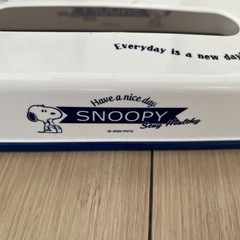 Everyday is a new day
Have a nice day
SNOOPY
Stay Healthy